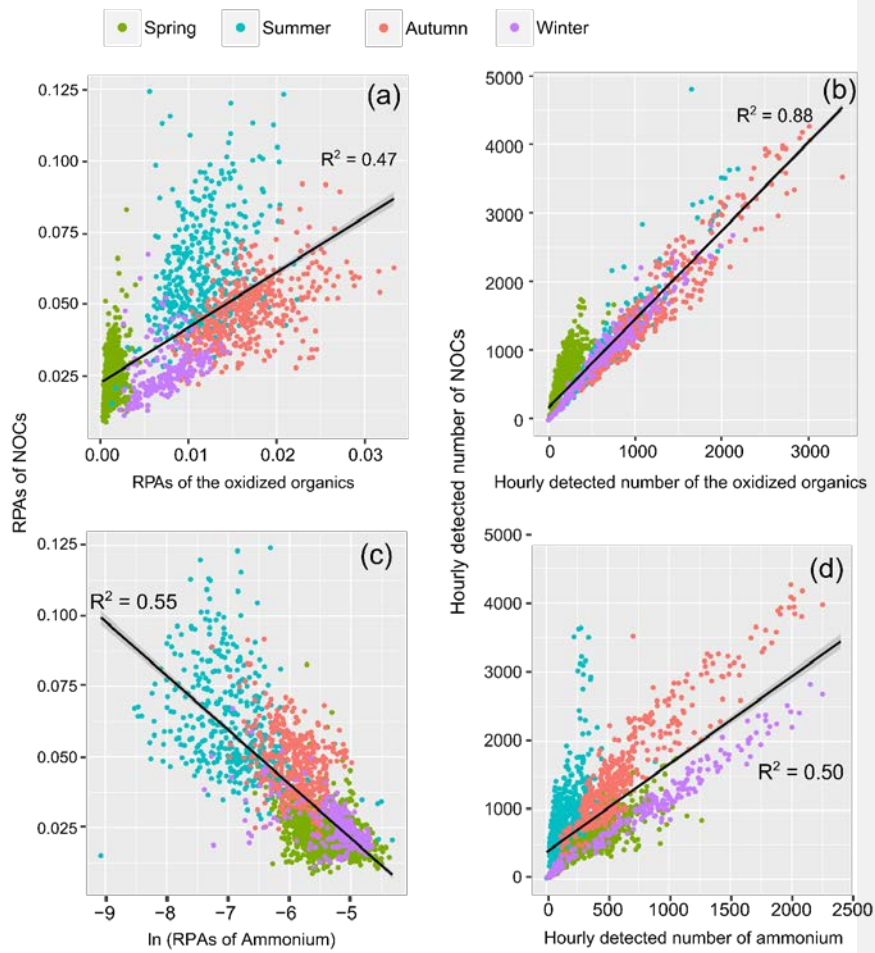 Spring Summer Autumn Winter
(a)
R² = 0.47
0.125
0.100
0.075
0.050
0.025
0.00 0.01 0.02 0.03
RPAs of the oxidized organics
RPAs of NOCs
(b)
R² = 0.88
5000
4000
3000
2000
1000
0
0 1000 2000 3000
Hourly detected number of the oxidized organics
Hourly detected number of NOCs
(c)
R² = 0.55
0.125
0.100
0.075
0.050
0.025
−9 −8 −7 −6 −5
ln (RPAs of Ammonium)
(d)
R² = 0.50
5000
4000
3000
2000
1000
0
0 500 1000 1500 2000 2500
Hourly detected number of ammonium